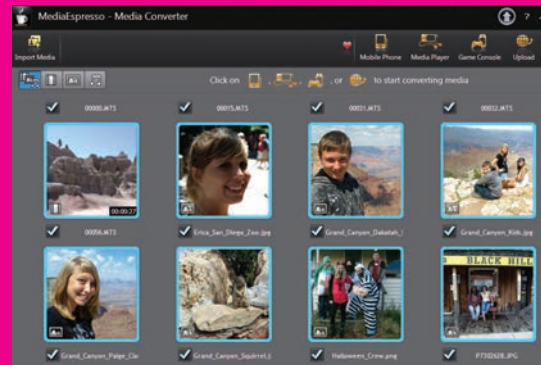 MediaEspresso - Media Converter
?
Import Media
Mobile Phone
Media Player
Game Console
Upload
Click on , , , or to start converting media
00000.MTS
00015.MTS
00031.MTS
00032.MTS
00:00:27
BLACK HILL
00056.MTS
Erica_San_Diego_Zoo.jpg
Grand_Canyon_Dakotah_
Grand_Canyon_Kids.jpg
Grand_Canyon_Paige_Cla
Grand_Canyon_Squirrel.j
Halloween_Crew.png
P7302628.JPG